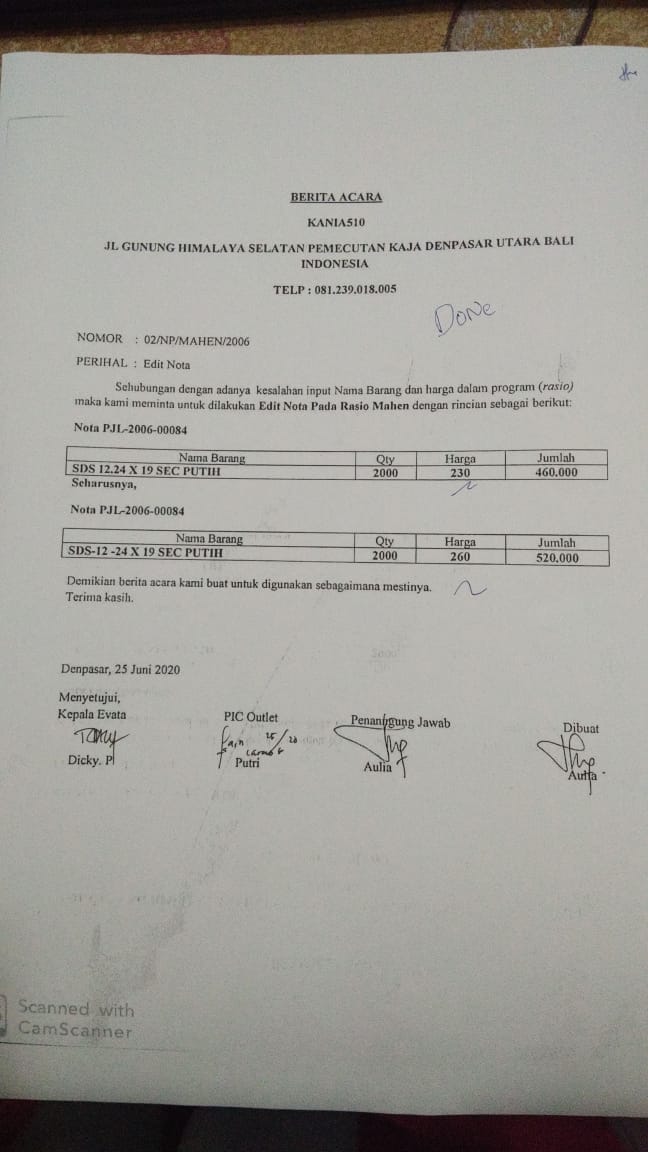 BERITA ACARA
KANIA510
JL GUNUNG HIMALAYA SELATAN PEMECUTAN KAJA DENPASAR UTARA BALI
INDONESIA
TELP : 081.239.018.005
DONE
NOMOR : 02/NP/MAHEN/2006
PERIHAL : Edit Nota
Sehubungan dengan adanya kesalahan input Nama Barang dan harga dalam program (rasio)
maka kami meminta untuk dilakukan Edit Nota Pada Rasio Mahen dengan rincian sebagai berikut:
Nota PJL-2006-00084
Nama Barang Qty Harga Jumlah
SDS 12.24 X 19 SEC PUTIH 2000 230 460.000
Seharusnya,
Nota PJL-2006-00084
Nama Barang Qty Harga Jumlah
SDS-12 -24 X 19 SEC PUTIH 2000 260 520.000
Demikian berita acara kami buat untuk digunakan sebagaimana mestinya.
Terima kasih.
Denpasar, 25 Juni 2020
Menyetujui,
Kepala Evata PIC Outlet Penanggung Jawab Dibuat
25/20
Dicky. P Putri Aulia Aulia
Scanned with
CamScanner